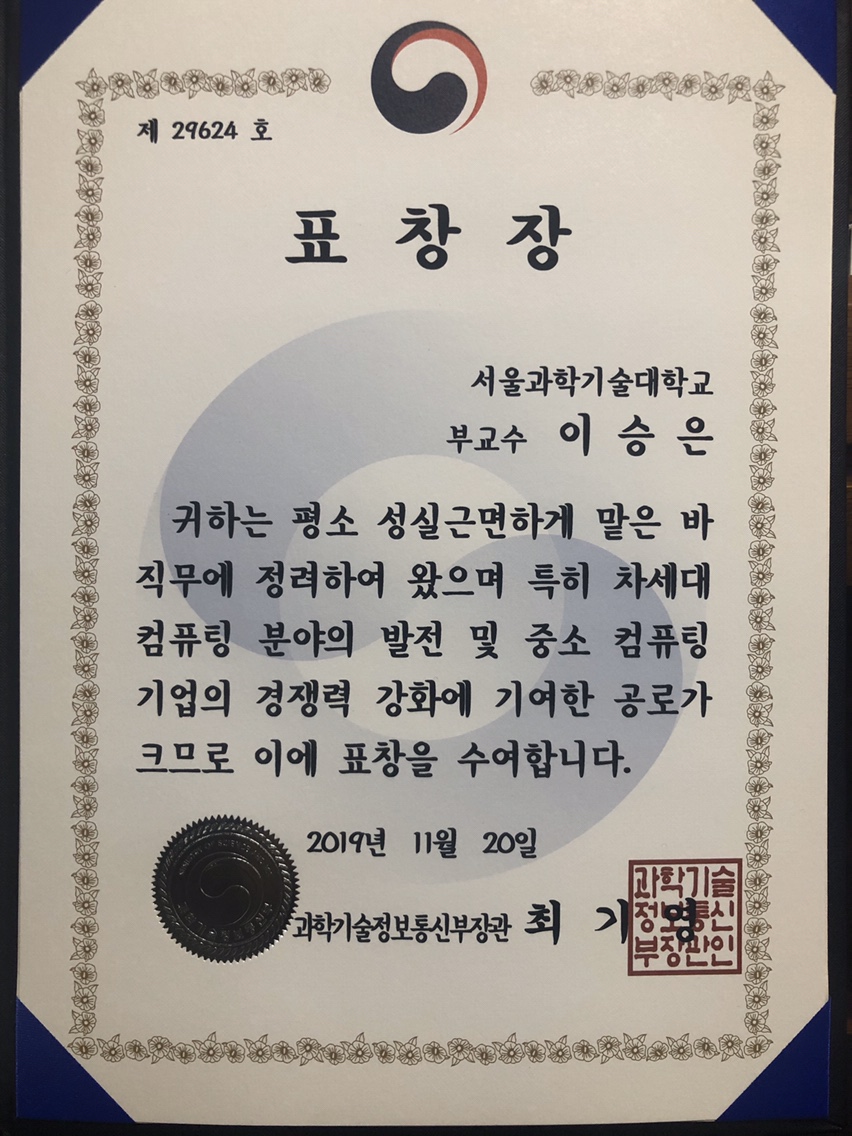 제 29624 호
표 창 장
서울과학기술대학교
부교수 이 승 은
귀하는 평소 성실근면하게 맡은 바
직무에 정려하여 왔으며 특히 차세대
컴퓨팅 분야의 발전 및 중소 컴퓨팅
기업의 경쟁력 강화에 기여한 공로가
크므로 이에 표창을 수여합니다.
2019년 11월 20일
과학기술정보통신부장관 최 기 영
과학기술
정보통신
부장관인